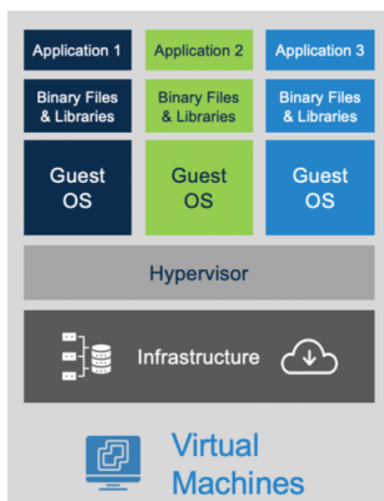 Application 1
Application 2
Application 3
Binary Files
& Libraries
Binary Files
& Libraries
Binary Files
& Libraries
Guest
OS
Guest
OS
Guest
OS
Hypervisor
Infrastructure
Virtual
Machines